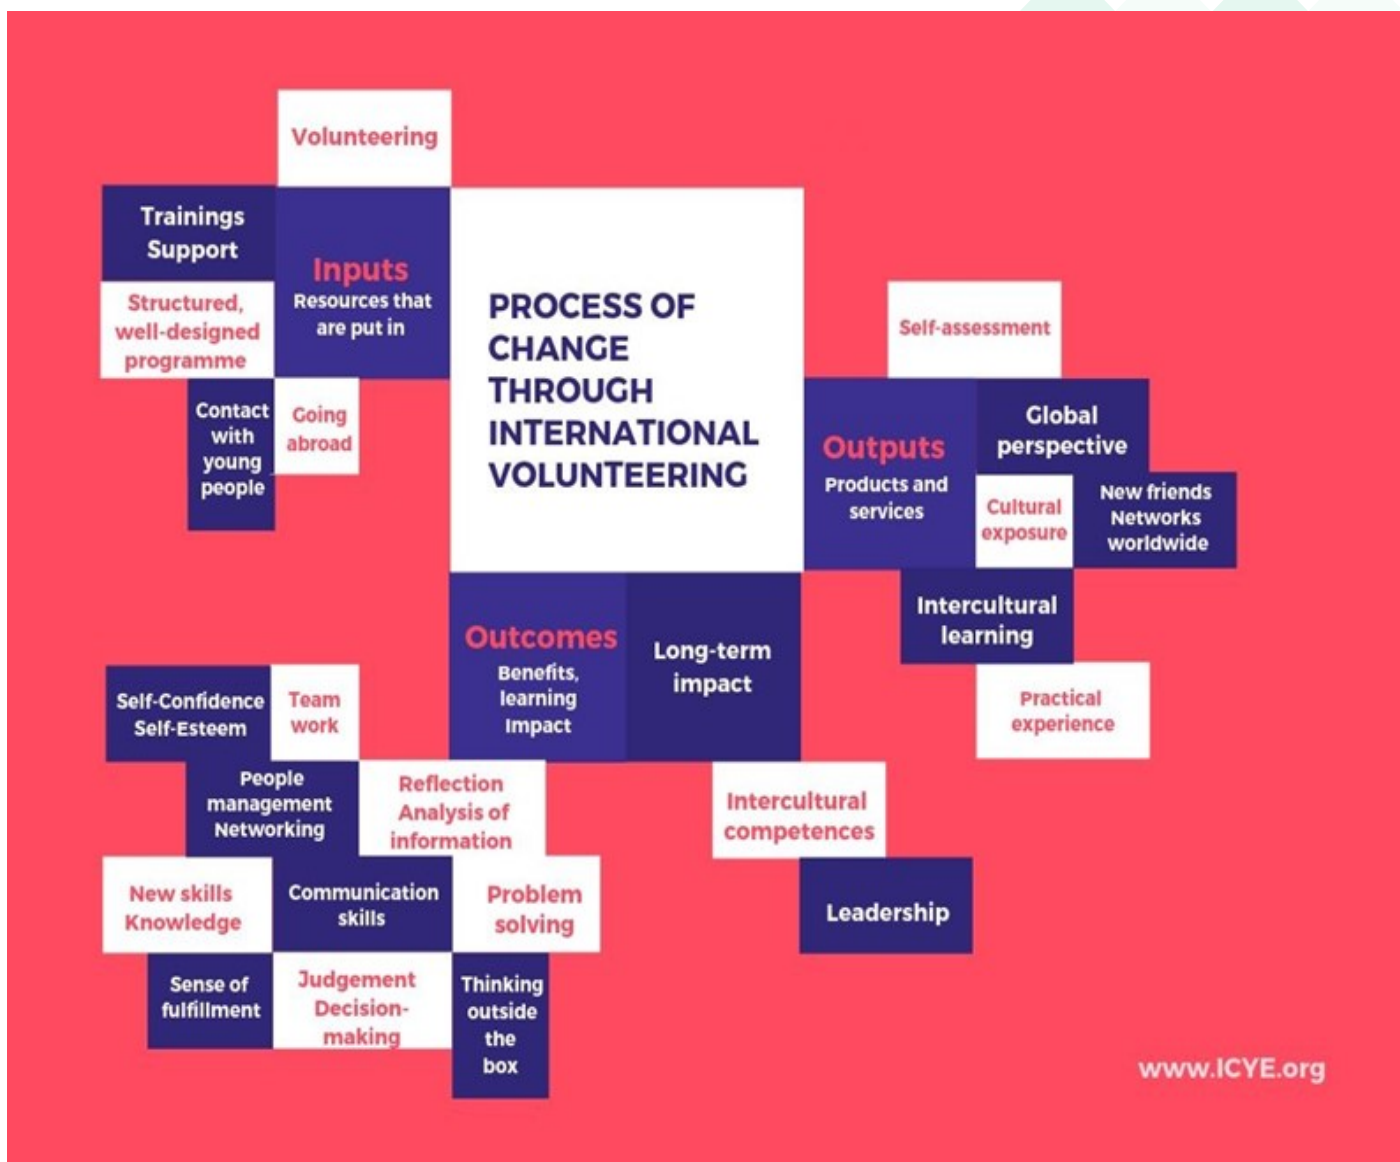 Volunteering
Trainings
Support
Inputs
Resources that
are put in
Structured,
well-designed
programme
Contact
with
young
people
Going
abroad
PROCESS OF
CHANGE
THROUGH
INTERNATIONAL
VOLUNTEERING
Self-assessment
Outputs
Products and
services
Global
perspective
Cultural
exposure
New friends
Networks
worldwide
Intercultural
learning
Practical
experience
Outcomes
Benefits,
learning
Impact
Long-term
impact
Self-Confidence
Self-Esteem
Team
work
People
management
Networking
Reflection
Analysis of
information
New skills
Knowledge
Communication
skills
Problem
solving
Sense of
fulfillment
Judgement
Decision-
making
Thinking
outside
the
box
Intercultural
competences
Leadership
www.ICYE.org